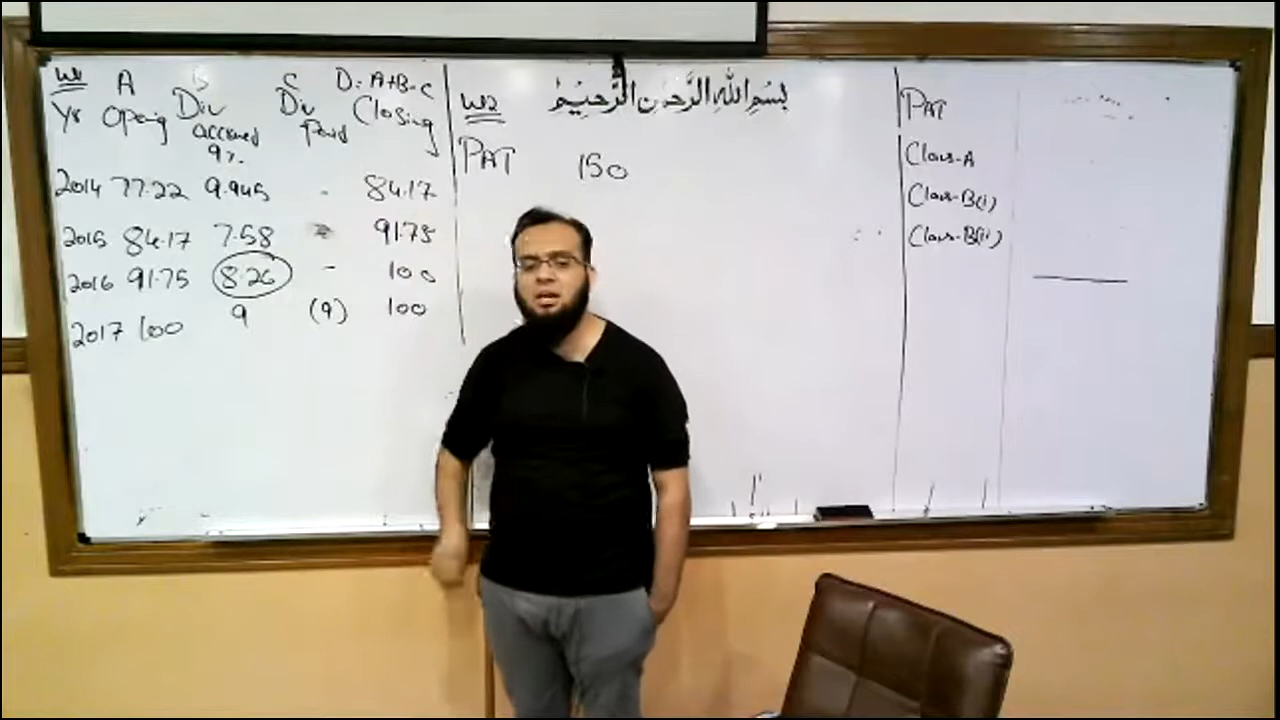 W1 A B C D=A+B-C
Yr Opening Div accrued 9% Div Paid Closing
2014 77.22 9.945 - 84.17
2015 84.17 7.58 - 91.75
2016 91.75 8.26 - 100
2017 100 9 (9) 100
W2
بسم الله الرحمن الرحيم
PAT 150
PAT
Class-A
Class-B(i)
Class-B(ii)